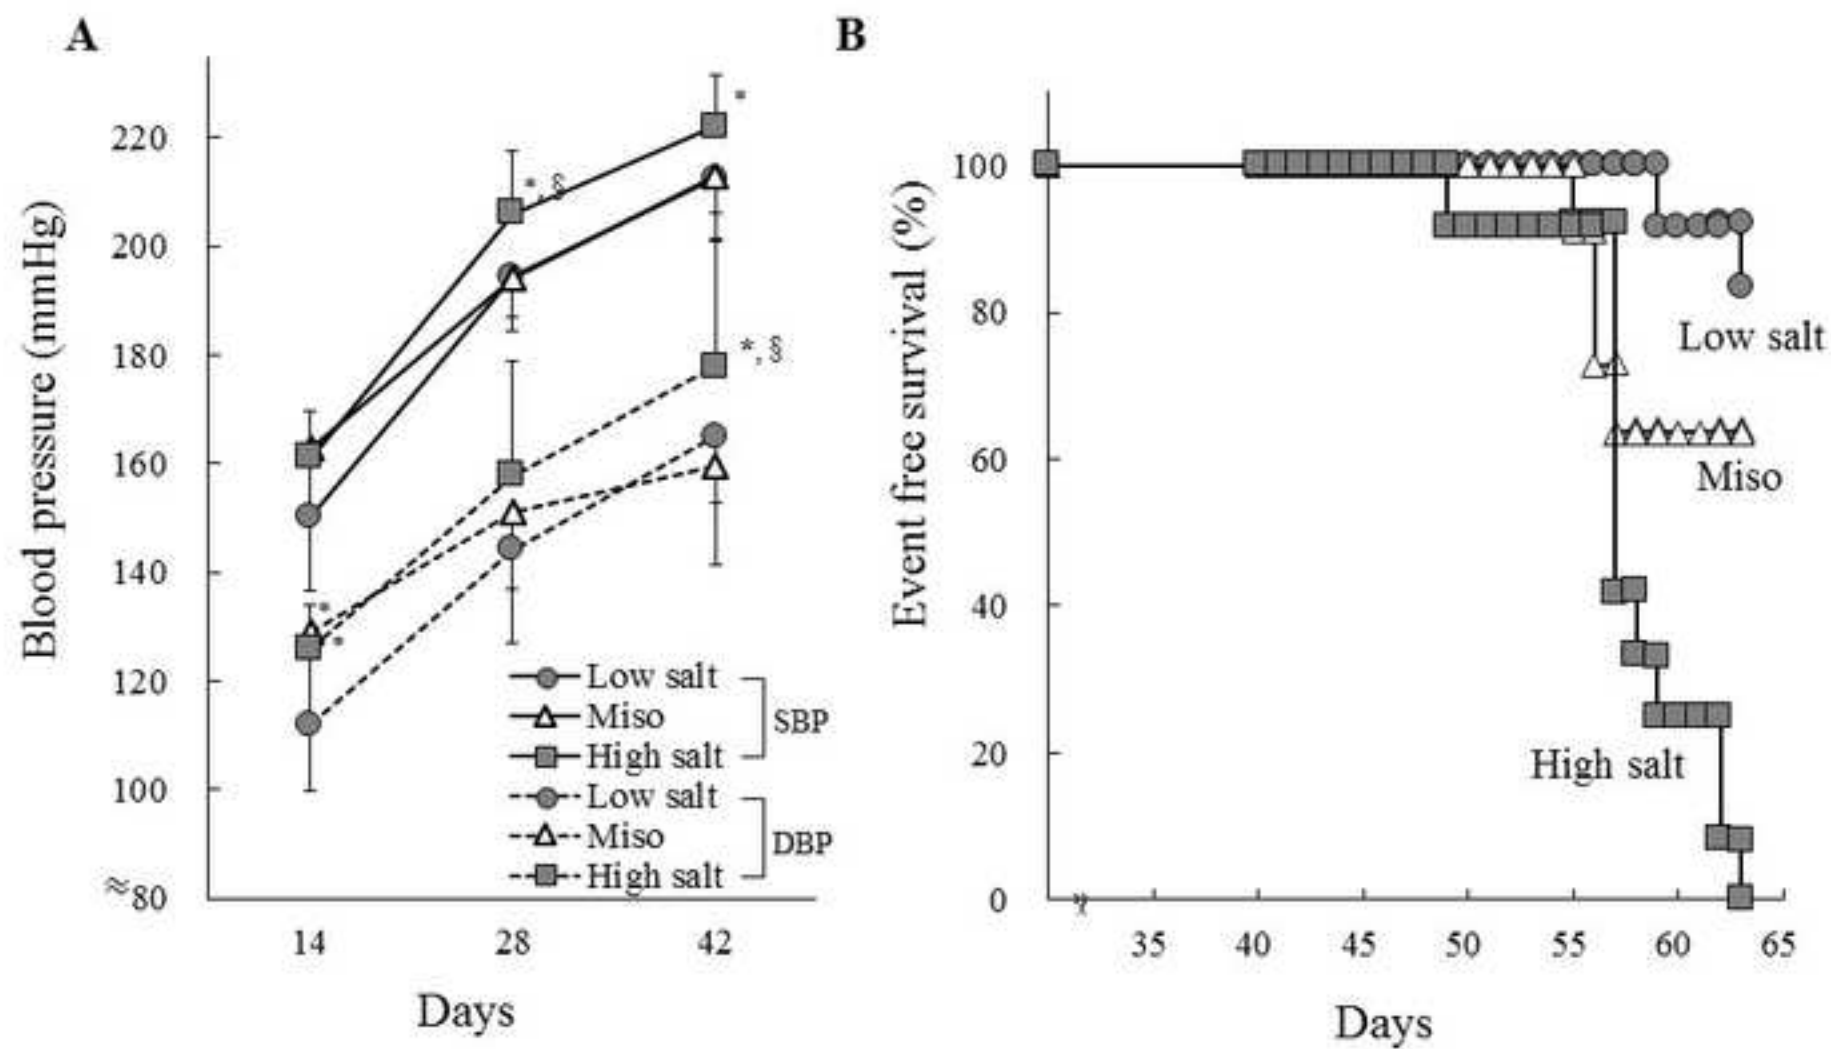 A
Blood pressure (mmHg)
220
200
180
160
140
120
100
≈80
14 28 42
Days
*
*, §
*, §
*
*
Low salt
Miso
High salt
SBP
Low salt
Miso
High salt
DBP
B
Event free survival (%)
100
80
60
40
20
0
35 40 45 50 55 60 65
Days
Low salt
Miso
High salt